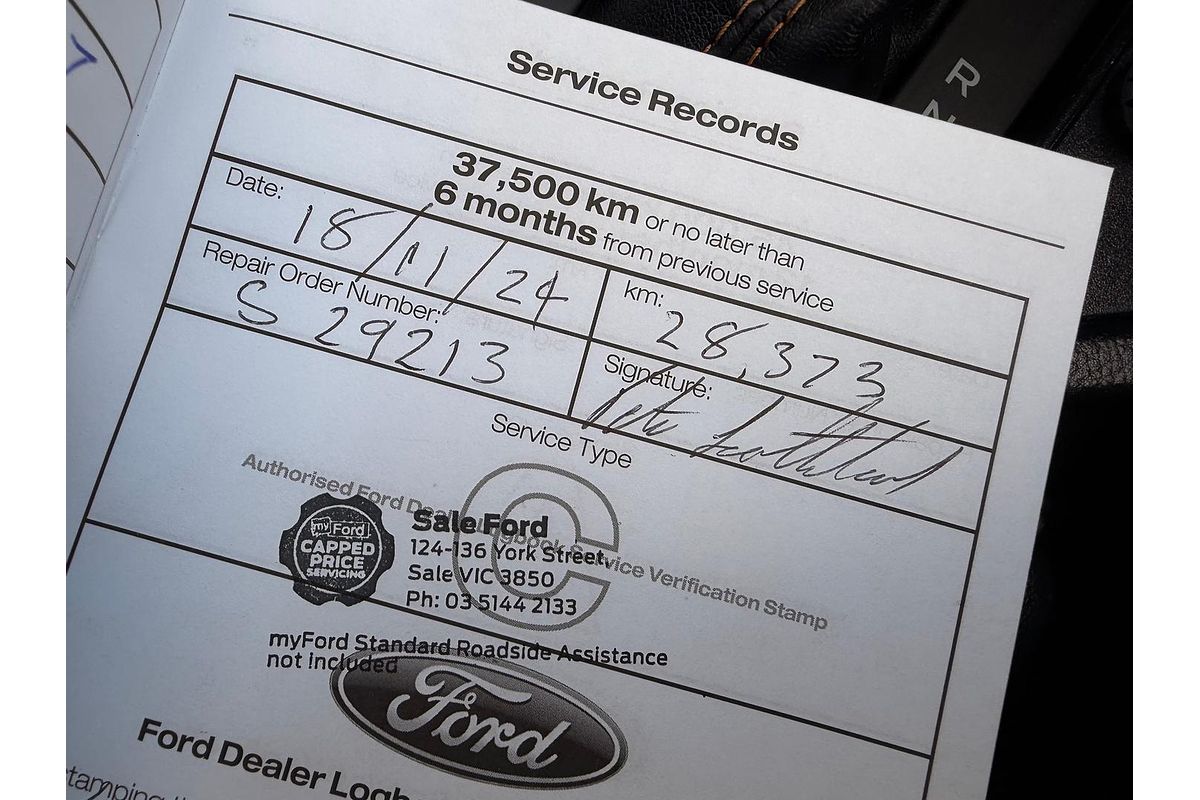 R
Service Records
37,500 km or no later than
6 months from previous service
Date: 18/11/24
km: 28,373
Repair Order Number: S 29213
Signature:
Service Type
C
Authorised Ford Dealer Logbook Service Verification Stamp
my Ford
CAPPED
PRICE
SERVICING
Sale Ford
124-136 York Street,
Sale VIC 3850
Ph: 03 5144 2133
myFord Standard Roadside Assistance
not included
Ford
Ford Dealer